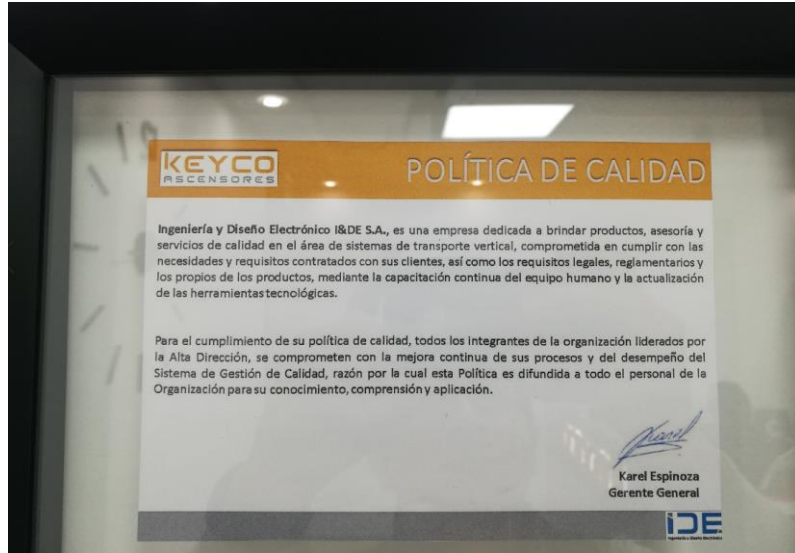 KEYCO
ASCENSORES
POLÍTICA DE CALIDAD
Ingeniería y Diseño Electrónico I&DE S.A., es una empresa dedicada a brindar productos, asesoría y
servicios de calidad en el área de sistemas de transporte vertical, comprometida en cumplir con las
necesidades y requisitos contratados con sus clientes, así como los requisitos legales, reglamentarios y
los propios de los productos, mediante la capacitación continua del equipo humano y la actualización
de las herramientas tecnológicas.
Para el cumplimiento de su política de calidad, todos los integrantes de la organización liderados por
la Alta Dirección, se comprometen con la mejora continua de sus procesos y del desempeño del
Sistema de Gestión de Calidad, razón por la cual esta Política es difundida a todo el personal de la
Organización para su conocimiento, comprensión y aplicación.
Karel
Karel Espinoza
Gerente General
IDE
Ingeniería y Diseño Electrónico